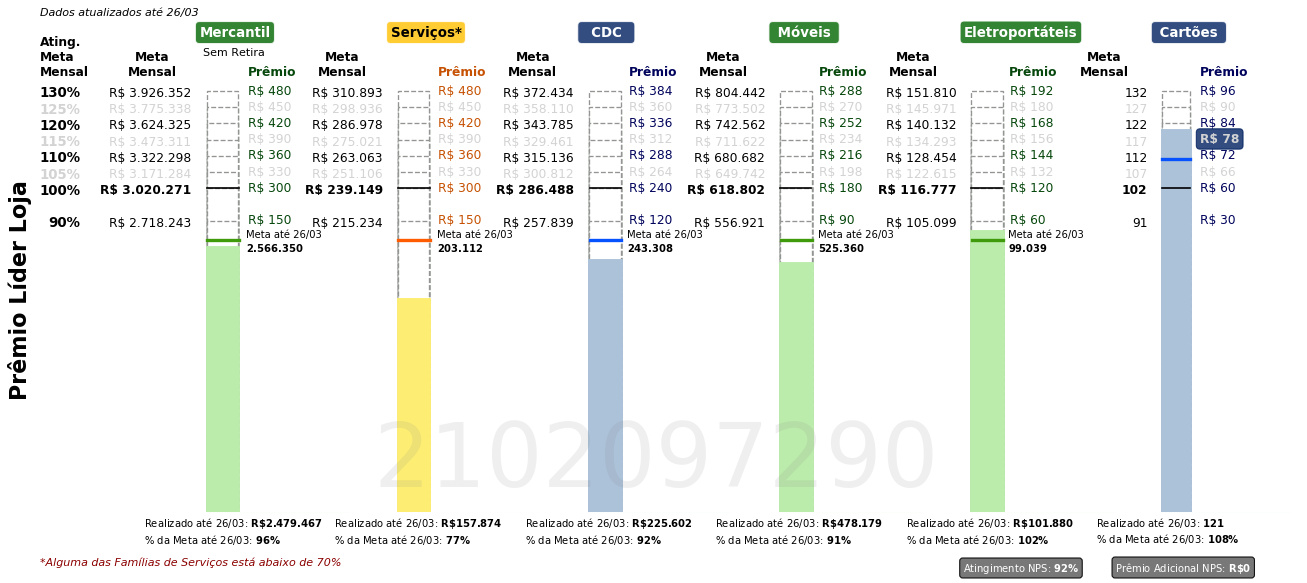 Dados atualizados até 26/03
Mercantil Serviços* CDC Móveis Eletroportáteis Cartões
Sem Retira
Ating. Meta Mensal Meta Mensal Prêmio Meta Mensal Prêmio Meta Mensal Prêmio Meta Mensal Prêmio Meta Mensal Prêmio Meta Mensal Prêmio
130% R$ 3.926.352 R$ 480 R$ 310.893 R$ 480 R$ 372.434 R$ 384 R$ 804.442 R$ 288 R$ 151.810 R$ 192 132 R$ 96
125% R$ 3.775.338 R$ 450 R$ 298.936 R$ 450 R$ 358.110 R$ 360 R$ 773.502 R$ 270 R$ 145.971 R$ 180 127 R$ 90
120% R$ 3.624.325 R$ 420 R$ 286.978 R$ 420 R$ 343.785 R$ 336 R$ 742.562 R$ 252 R$ 140.132 R$ 168 122 R$ 84
115% R$ 3.473.311 R$ 390 R$ 275.021 R$ 390 R$ 329.461 R$ 312 R$ 711.622 R$ 234 R$ 134.293 R$ 156 117 R$ 78
110% R$ 3.322.298 R$ 360 R$ 263.063 R$ 360 R$ 315.136 R$ 288 R$ 680.682 R$ 216 R$ 128.454 R$ 144 112 R$ 72
105% R$ 3.171.284 R$ 330 R$ 251.106 R$ 330 R$ 300.812 R$ 264 R$ 649.742 R$ 198 R$ 122.615 R$ 132 107 R$ 66
100% R$ 3.020.271 R$ 300 R$ 239.149 R$ 300 R$ 286.488 R$ 240 R$ 618.802 R$ 180 R$ 116.777 R$ 120 102 R$ 60
90% R$ 2.718.243 R$ 150 R$ 215.234 R$ 150 R$ 257.839 R$ 120 R$ 556.921 R$ 90 R$ 105.099 R$ 60 91 R$ 30
Meta até 26/03 Meta até 26/03 Meta até 26/03 Meta até 26/03 Meta até 26/03
2.566.350 203.112 243.308 525.360 99.039
Prêmio Líder Loja
2102097290
Realizado até 26/03: R$2.479.467 Realizado até 26/03: R$157.874 Realizado até 26/03: R$225.602 Realizado até 26/03: R$478.179 Realizado até 26/03: R$101.880 Realizado até 26/03: 121
% da Meta até 26/03: 96% % da Meta até 26/03: 77% % da Meta até 26/03: 92% % da Meta até 26/03: 91% % da Meta até 26/03: 102% % da Meta até 26/03: 108%
*Alguma das Famílias de Serviços está abaixo de 70%
Atingimento NPS: 92% Prêmio Adicional NPS: R$0